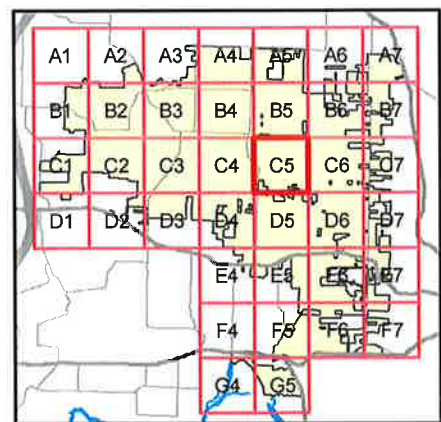 A1 A2 A3 A4 A5 A6 A7
B1 B2 B3 B4 B5 B6 B7
C1 C2 C3 C4 C5 C6 C7
D1 D2 D3 D4 D5 D6 D7
E4 E5 E6 E7
F4 F5 F6 F7
G4 G5